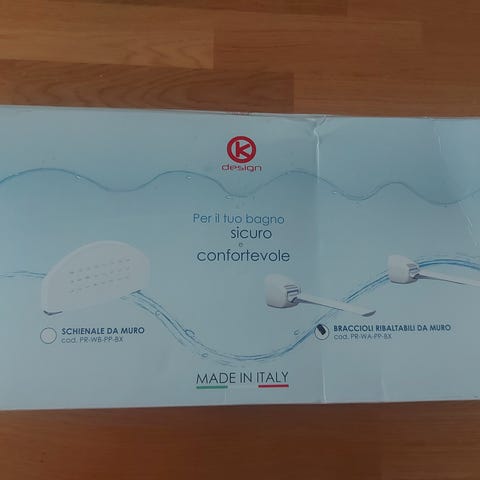 K
design
Per il tuo bagno
sicuro
e
confortevole
SCHIENALE DA MURO
cod. PR-WB-PP-BX
BRACCIOLI RIBALTABILI DA MURO
cod. PR-WA-PP-BX
MADE IN ITALY